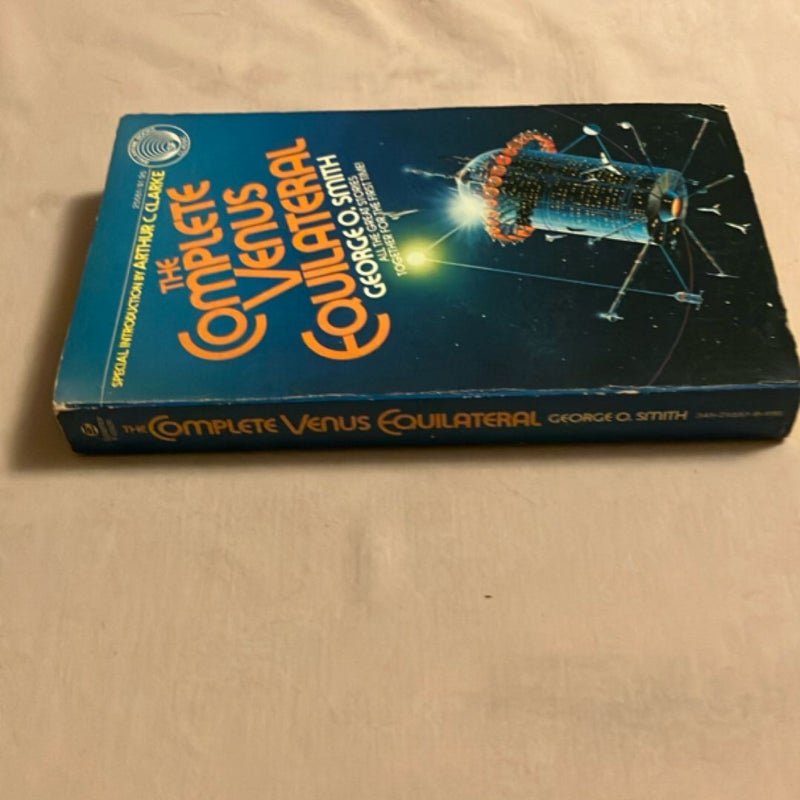 SPECIAL INTRODUCTION BY ARTHUR C. CLARKE
THE
COMPLETE
VENUS
EQUILATERAL
GEORGE O. SMITH
ALL THE GREAT STORIES
TOGETHER FOR THE FIRST TIME!
THE COMPLETE VENUS EQUILATERAL GEORGE O. SMITH